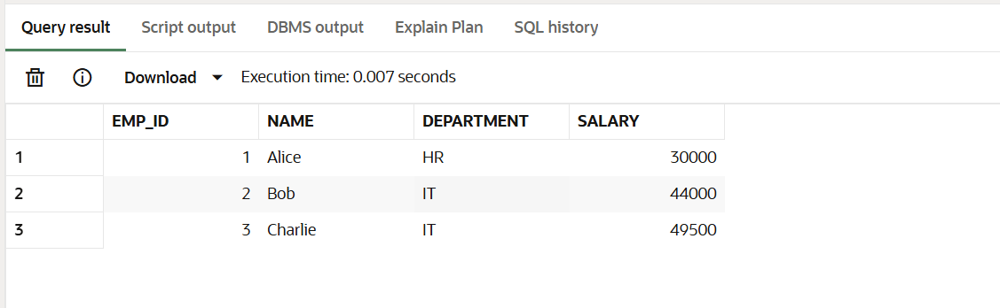 Query result Script output DBMS output Explain Plan SQL history
Download Execution time: 0.007 seconds
EMP_ID NAME DEPARTMENT SALARY
1 1 Alice HR 30000
2 2 Bob IT 44000
3 3 Charlie IT 49500